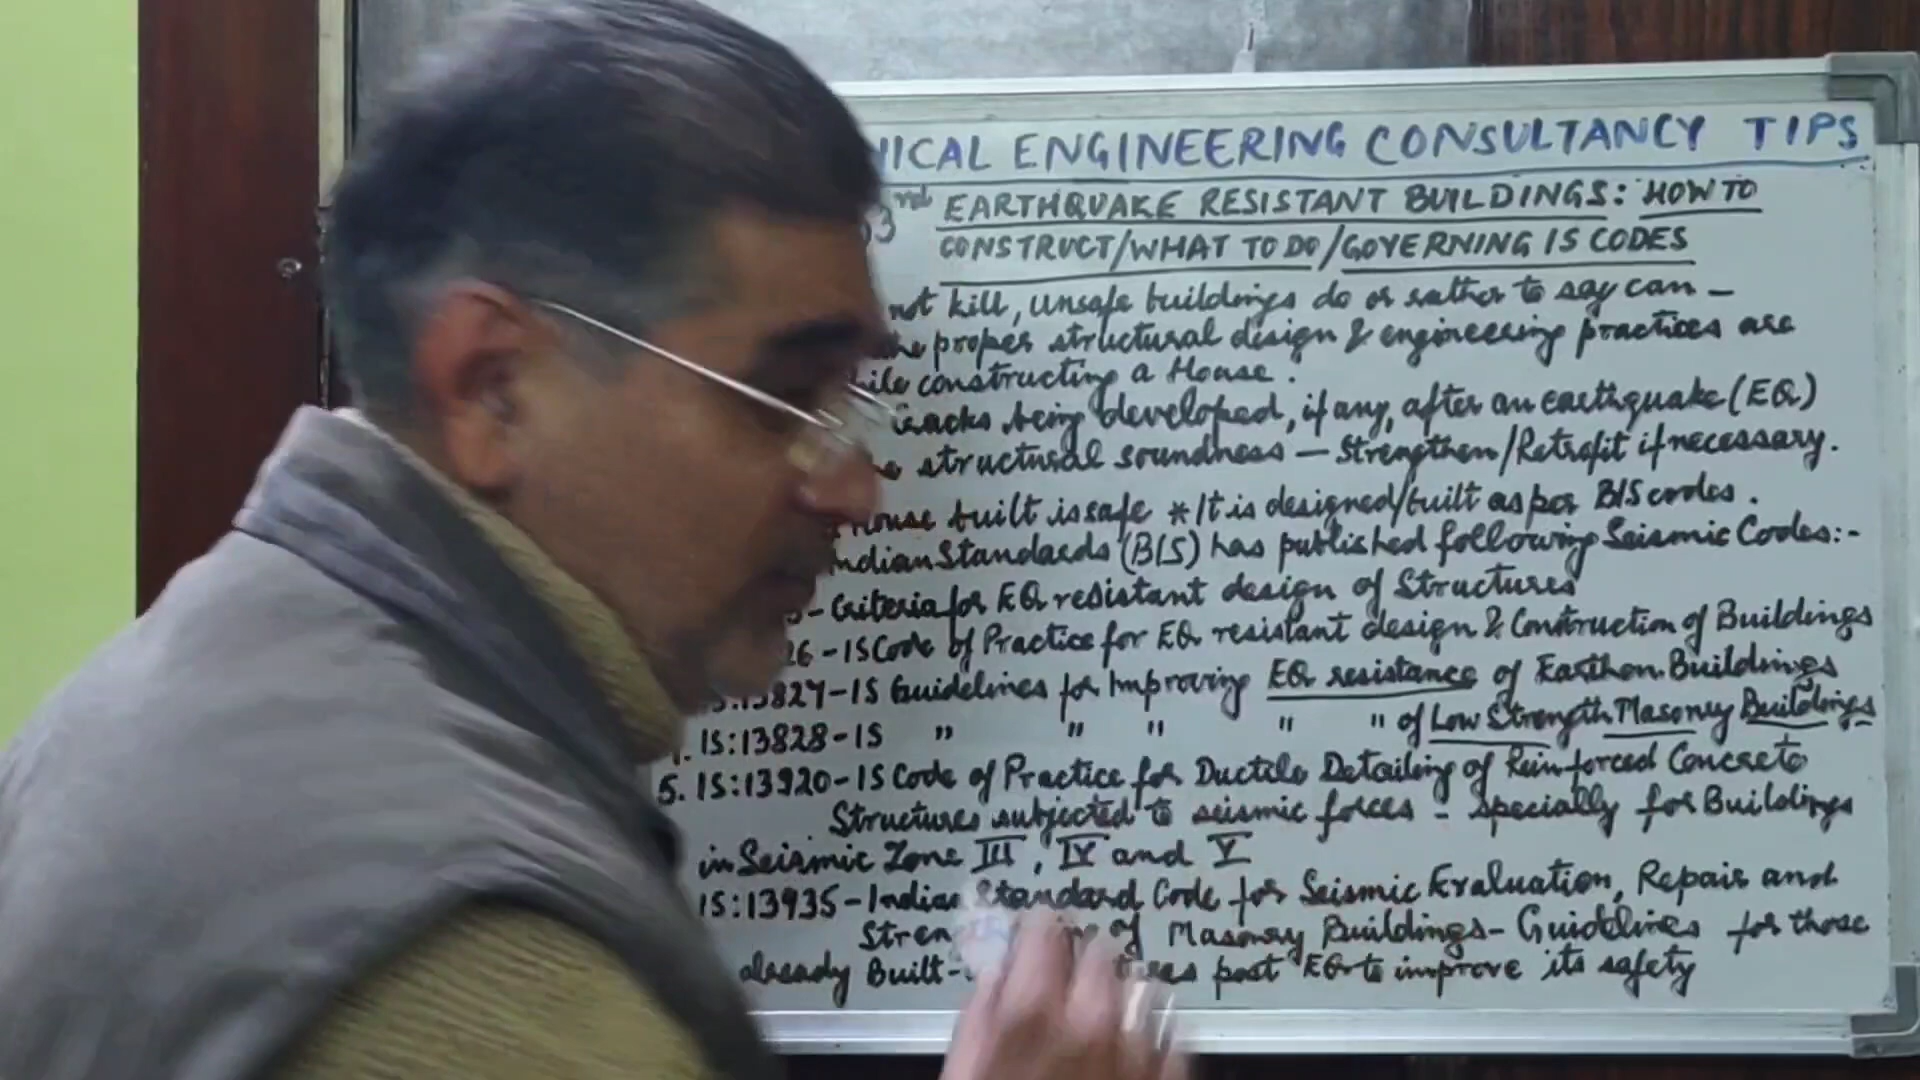 ENGINEERING CONSULTANCY TIPS
rd EARTHQUAKE RESISTANT BUILDINGS: HOW TO
CONSTRUCT/WHAT TO DO/GOVERNING IS CODES
not kill, unsafe buildings do or rather to say can –
proper structural design & engineering practices are
constructing a House.
being developed, if any, after an earthquake (EQ)
structural soundness – Strengthen/Retrofit if necessary.
House built is safe * It is designed/built as per BIS codes.
Indian Standards (BIS) has published following Seismic Codes:-
– Criteria for EQ resistant design of Structures
26 – IS Code of Practice for EQ resistant design & Construction of Buildings
IS:13827 – IS Guidelines for Improving EQ resistance of Earthen Buildings
IS:13828 – IS " " " " " of Low Strength Masonry Buildings
5. IS:13920 – IS Code of Practice for Ductile Detailing of Reinforced Concrete
Structures subjected to seismic forces – specially for Buildings
in Seismic Zone III, IV and V
IS:13935 – Indian Standard Code for Seismic Evaluation, Repair and
of Masonry Buildings – Guidelines for those
already Built – post EQ to improve its safety